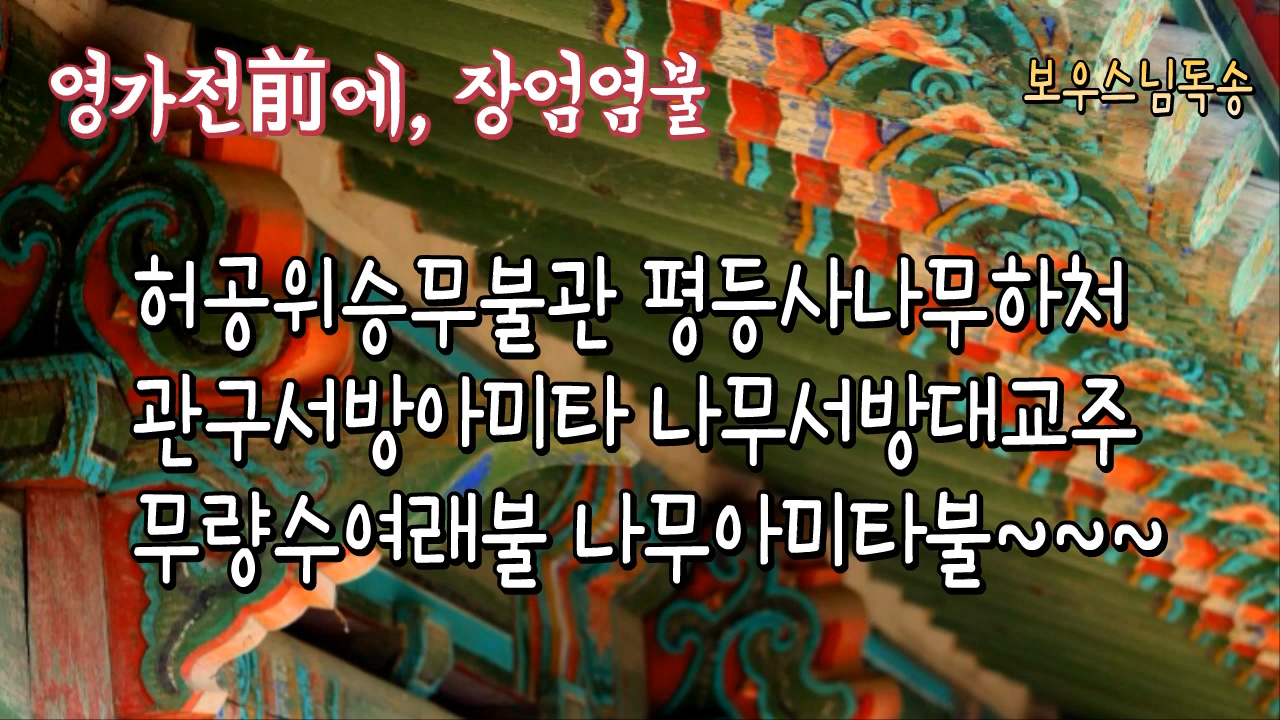 영가전前에, 장엄염불
보우스님독송
허공위승무불관 평등사나무하처
관구서방아미타 나무서방대교주
무량수여래불 나무아미타불~~~